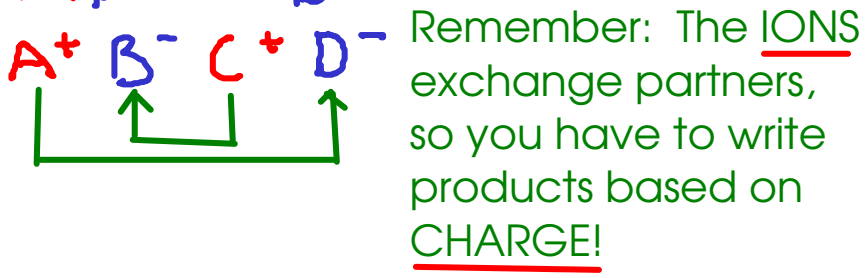 A⁺ B⁻ C⁺ D⁻
Remember: The IONS
exchange partners,
so you have to write
products based on
CHARGE!